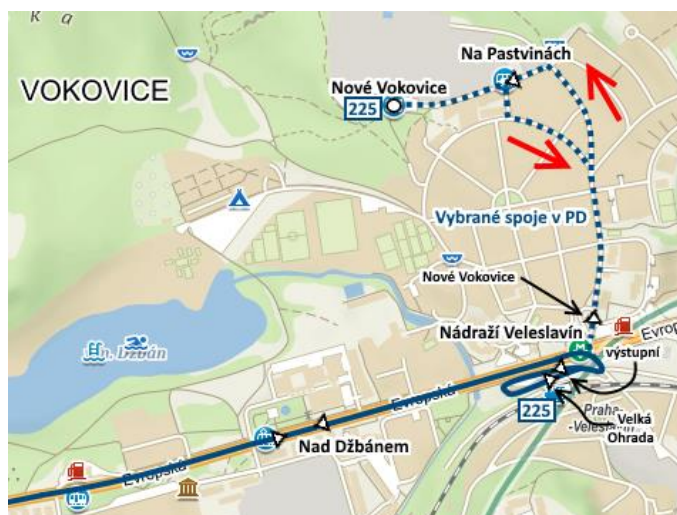 k a
Na Pastvinách
Nové Vokovice
VOKOVICE
225
Vybrané spoje v PD
Nové Vokovice
Nádraží Veleslavín
M
výstupní
n. Džbán
Evropská
225
Praha-
-Veleslavín
Velká
Ohrada
Nad Džbánem
Evropská